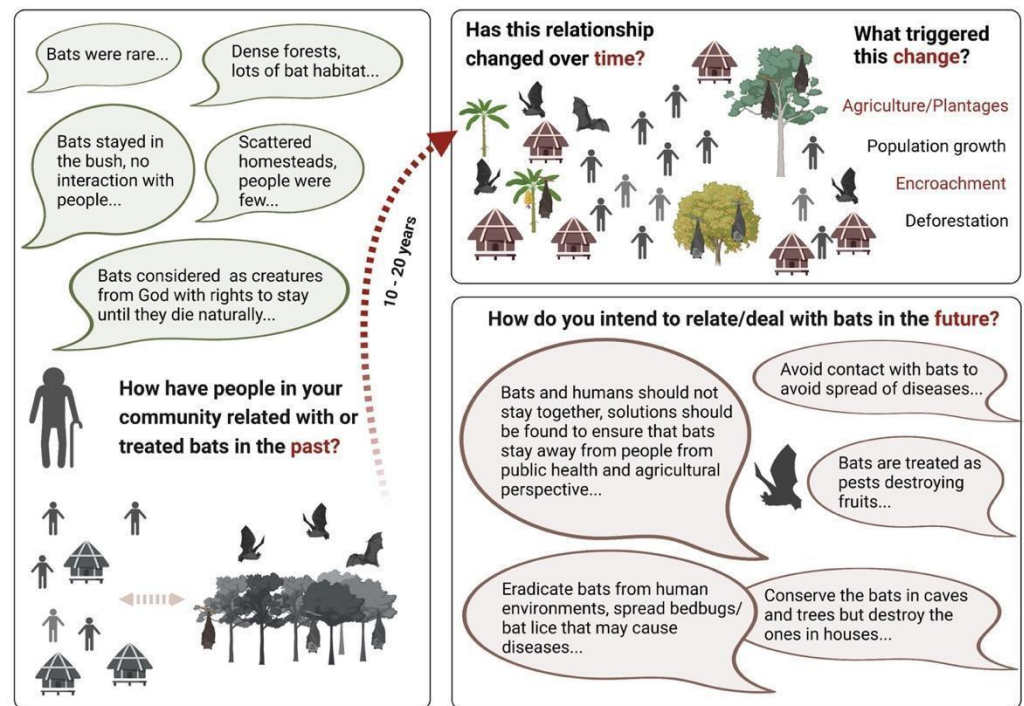 Bats were rare...
Dense forests,
lots of bat habitat...
Bats stayed in
the bush, no
interaction with
people...
Scattered
homesteads,
people were
few...
Bats considered  as creatures
from God with rights to stay
until they die naturally...
How have people in your
community related with or
treated bats in the past?
10 - 20 years
Has this relationship
changed over time?
What triggered
this change?
Agriculture/Plantages
Population growth
Encroachment
Deforestation
How do you intend to relate/deal with bats in the future?
Bats and humans should not
stay together, solutions should
be found to ensure that bats
stay away from people from
public health and agricultural
perspective...
Avoid contact with bats to
avoid spread of diseases...
Bats are treated as
pests destroying
fruits...
Eradicate bats from human
environments, spread bedbugs/
bat lice that may cause
diseases...
Conserve the bats in caves
and trees but destroy the
ones in houses...